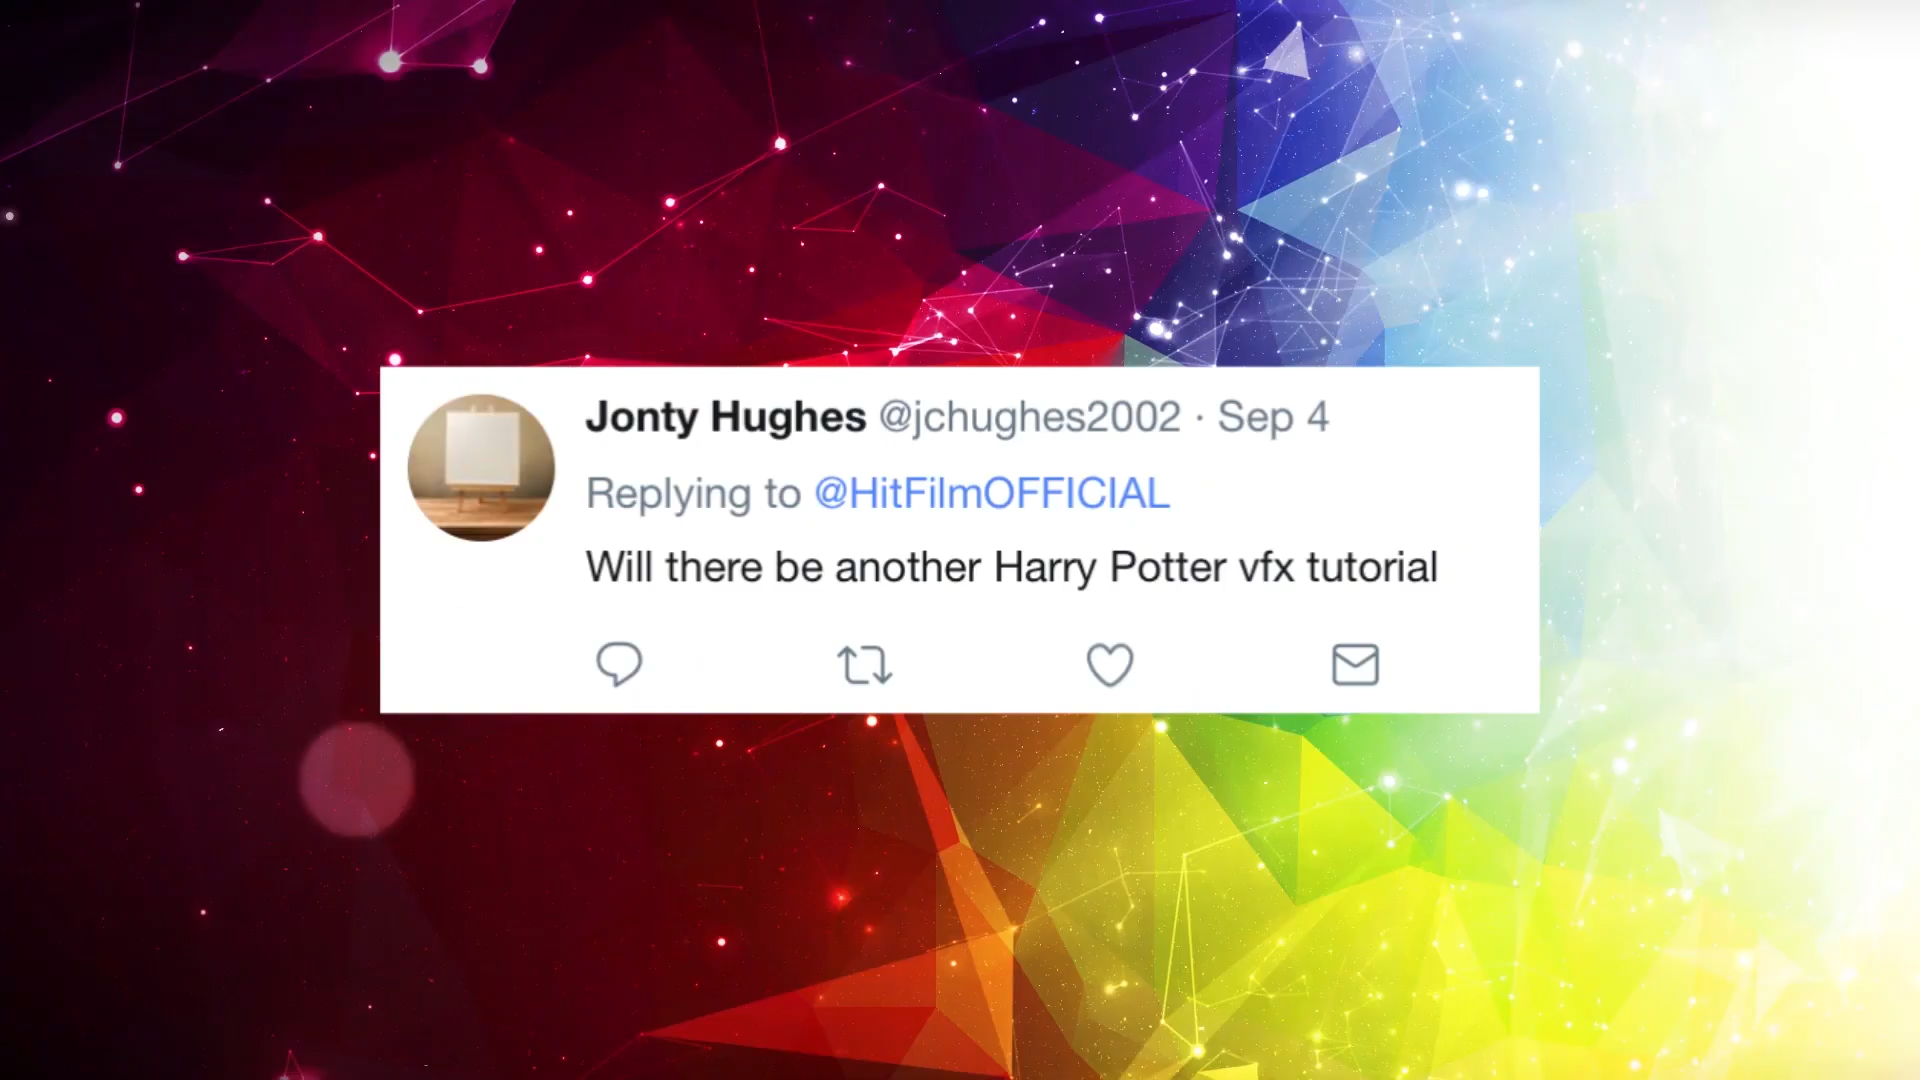 Jonty Hughes @jchughes2002 · Sep 4
Replying to @HitFilmOFFICIAL
Will there be another Harry Potter vfx tutorial